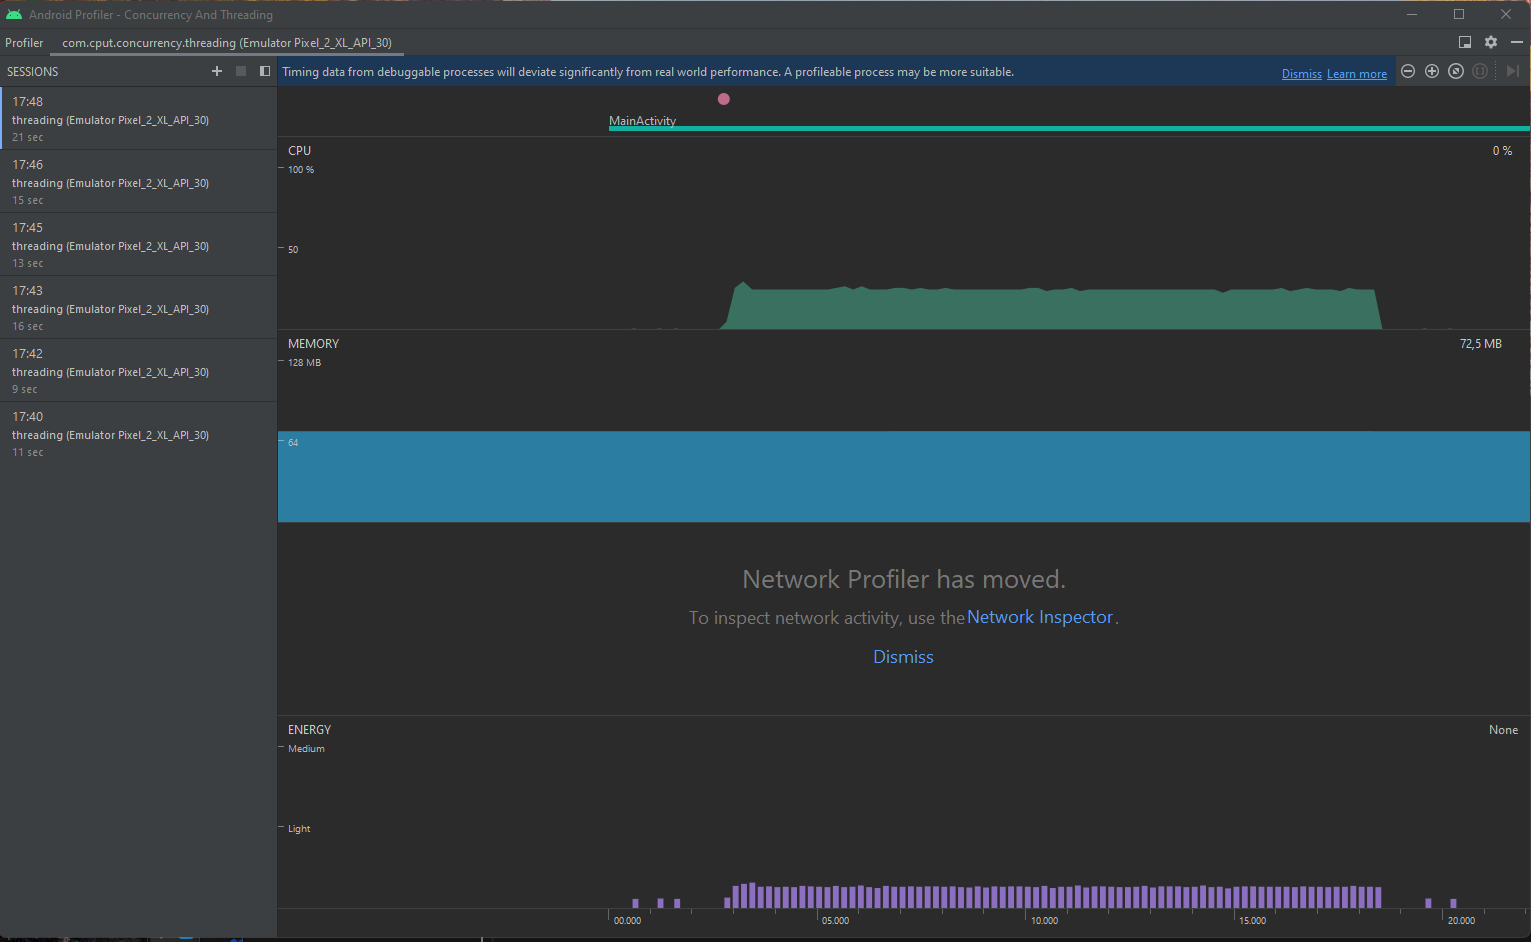 Android Profiler - Concurrency And Threading
Profiler
com.cput.concurrency.threading (Emulator Pixel_2_XL_API_30)
SESSIONS
Timing data from debuggable processes will deviate significantly from real world performance. A profileable process may be more suitable.
Dismiss Learn more
17:48
threading (Emulator Pixel_2_XL_API_30)
21 sec
17:46
threading (Emulator Pixel_2_XL_API_30)
15 sec
17:45
threading (Emulator Pixel_2_XL_API_30)
13 sec
17:43
threading (Emulator Pixel_2_XL_API_30)
16 sec
17:42
threading (Emulator Pixel_2_XL_API_30)
9 sec
17:40
threading (Emulator Pixel_2_XL_API_30)
11 sec
MainActivity
CPU
0 %
100 %
50
MEMORY
72,5 MB
128 MB
64
Network Profiler has moved.
To inspect network activity, use the Network Inspector.
Dismiss
ENERGY
None
Medium
Light
00.000
05.000
10.000
15.000
20.000